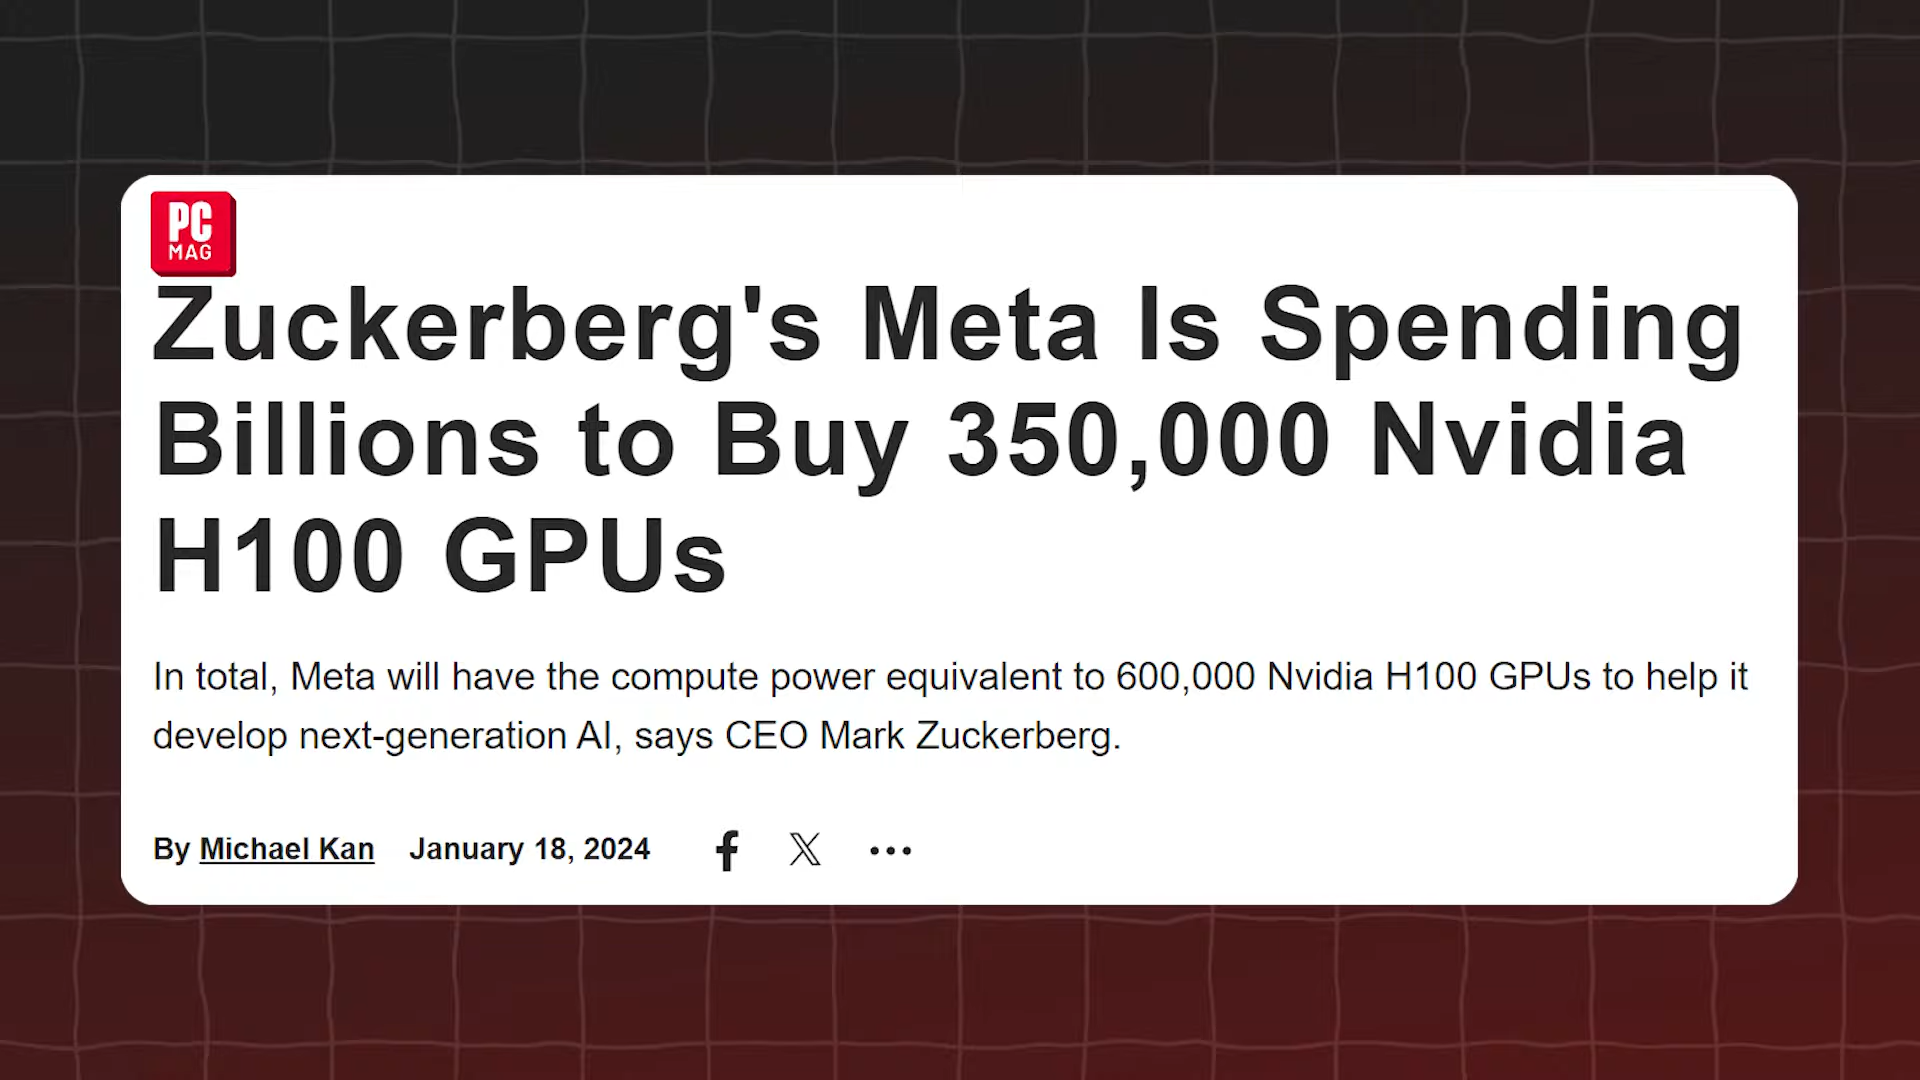 PC
MAG
Zuckerberg's Meta Is Spending
Billions to Buy 350,000 Nvidia
H100 GPUs
In total, Meta will have the compute power equivalent to 600,000 Nvidia H100 GPUs to help it
develop next-generation AI, says CEO Mark Zuckerberg.
By Michael Kan January 18, 2024